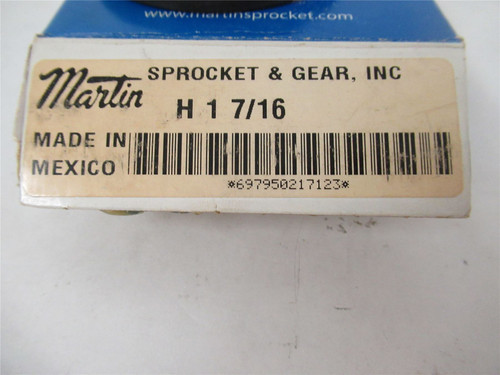 www.martinsprocket.com
Martin SPROCKET & GEAR, INC
H 1 7/16
MADE IN
MEXICO
*697950217123*